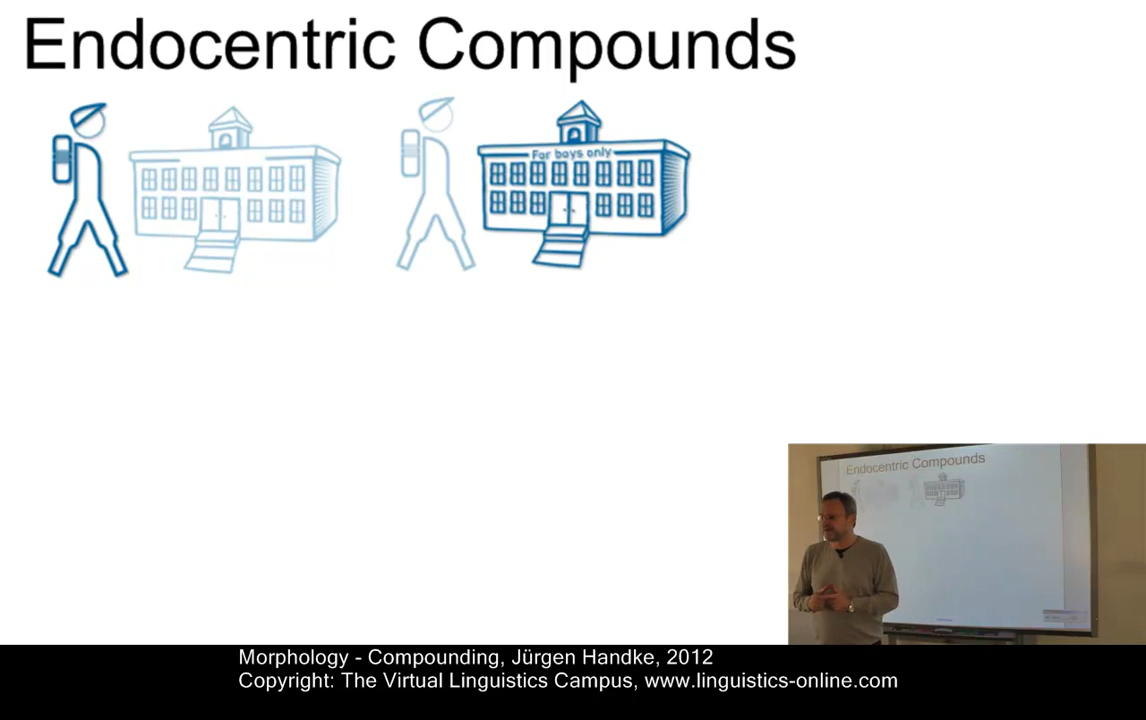 Endocentric Compounds
For boys only
Endocentric Compounds
Morphology - Compounding, Jürgen Handke, 2012
Copyright: The Virtual Linguistics Campus, www.linguistics-online.com